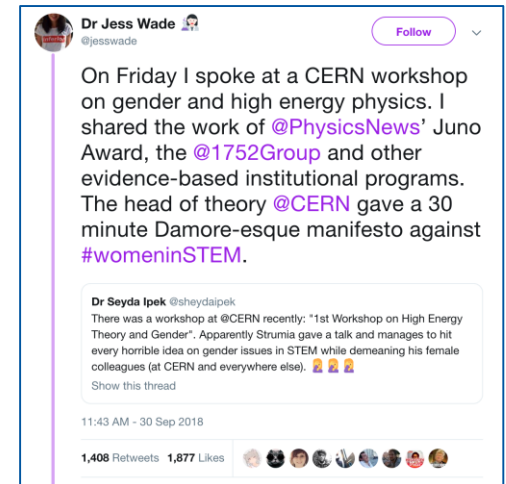 Dr Jess Wade 👩🏻‍🔬
@jesswade
Follow
On Friday I spoke at a CERN workshop
on gender and high energy physics. I
shared the work of @PhysicsNews’ Juno
Award, the @1752Group and other
evidence-based institutional programs.
The head of theory @CERN gave a 30
minute Damore-esque manifesto against
#womeninSTEM.
Dr Seyda Ipek @sheydaipek
There was a workshop at @CERN recently: "1st Workshop on High Energy
Theory and Gender". Apparently Strumia gave a talk and manages to hit
every horrible idea on gender issues in STEM while demeaning his female
colleagues (at CERN and everywhere else). 🤦‍♀️ 🤦‍♀️ 🤦‍♀️
Show this thread
11:43 AM - 30 Sep 2018
1,408 Retweets 1,877 Likes